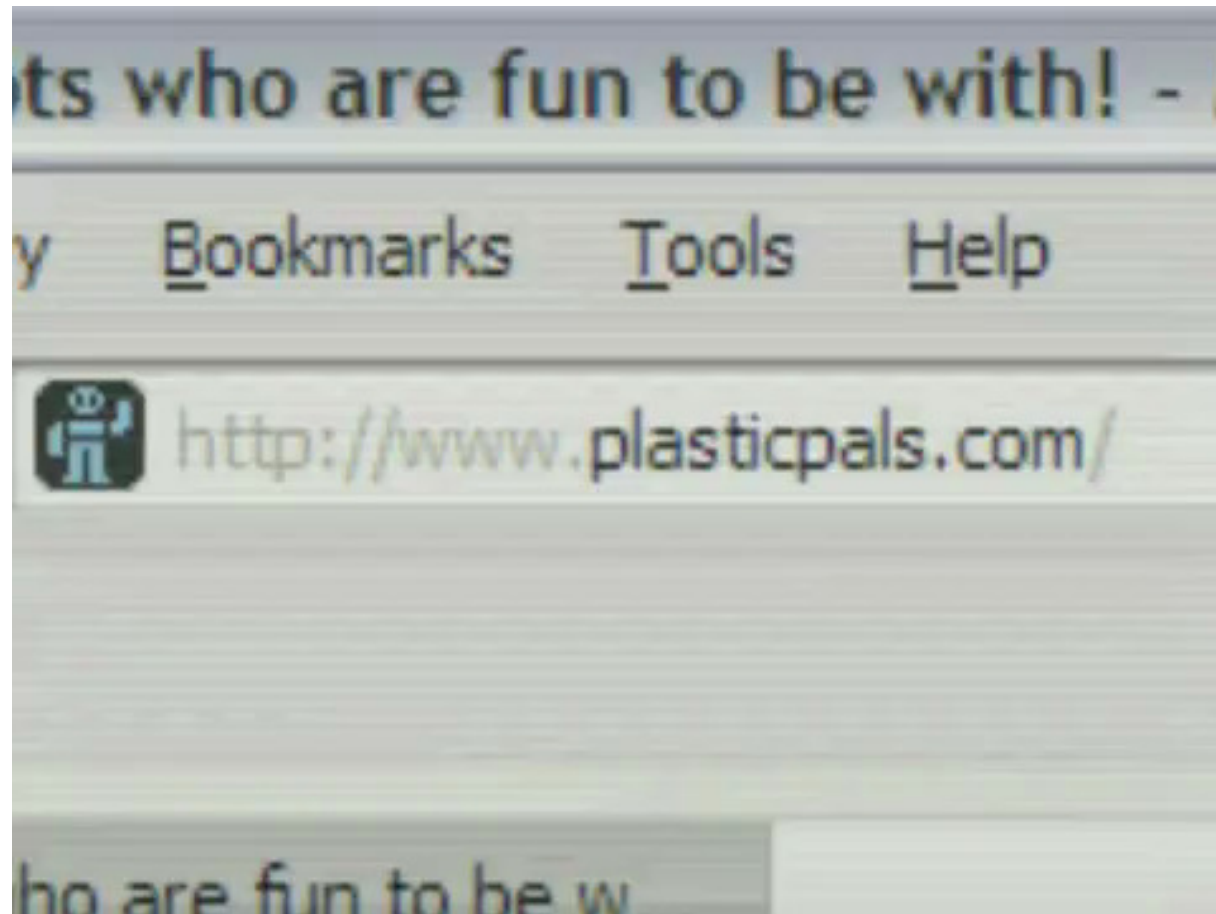 ts who are fun to be with! -
y Bookmarks Tools Help
http://www.plasticpals.com/
ho are fun to be w